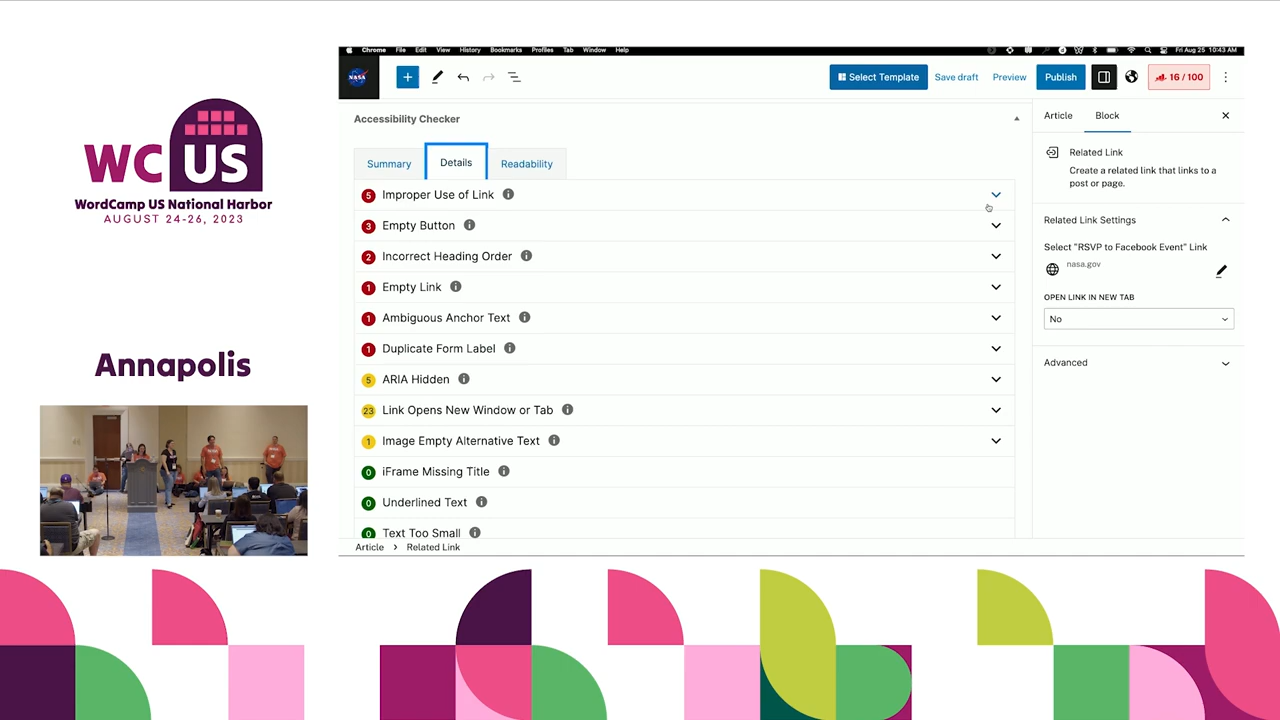 WC US
WordCamp US National Harbor
AUGUST 24-26, 2023
Annapolis
Chrome File Edit View History Bookmarks Profiles Tab Window Help
Fri Aug 25 10:43 AM
NASA
Select Template
Save draft
Preview
Publish
16 / 100
Accessibility Checker
Summary
Details
Readability
5 Improper Use of Link
3 Empty Button
2 Incorrect Heading Order
1 Empty Link
1 Ambiguous Anchor Text
1 Duplicate Form Label
5 ARIA Hidden
23 Link Opens New Window or Tab
1 Image Empty Alternative Text
0 iFrame Missing Title
0 Underlined Text
0 Text Too Small
Article > Related Link
Article
Block
Related Link
Create a related link that links to a
post or page.
Related Link Settings
Select "RSVP to Facebook Event" Link
nasa.gov
OPEN LINK IN NEW TAB
No
Advanced